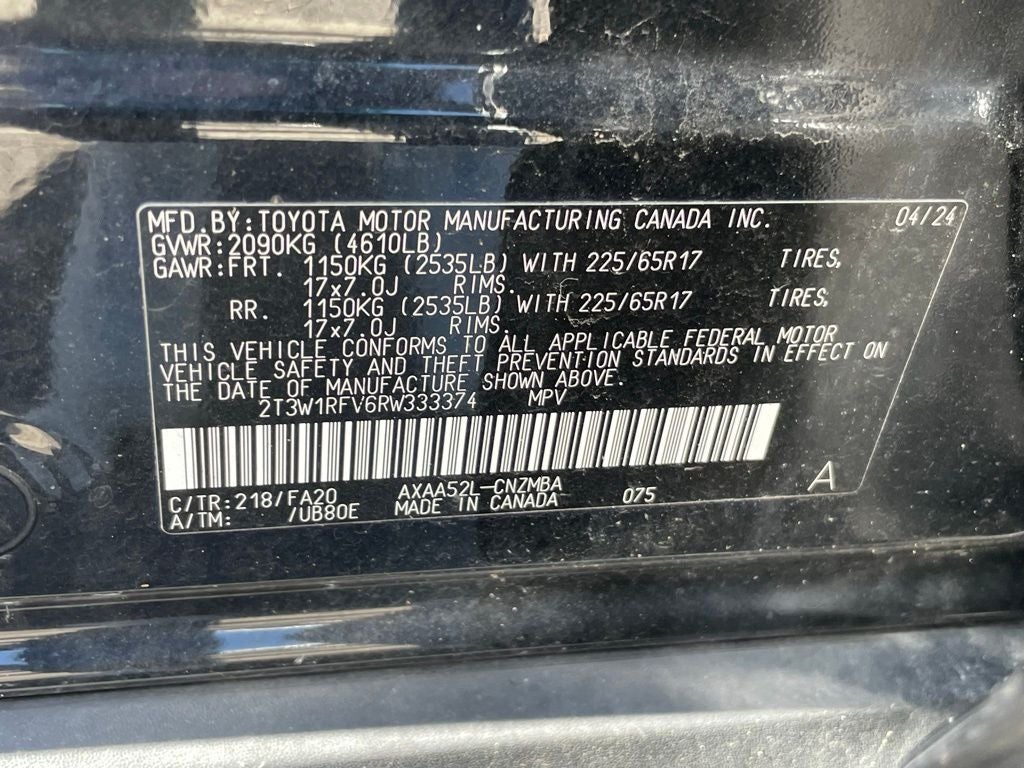 MFD.BY:TOYOTA MOTOR MANUFACTURING CANADA INC. 04/24
GVWR:2090KG (4610LB)
GAWR:FRT. 1150KG (2535LB) WITH 225/65R17 TIRES,
17x7.0J RIMS.
RR. 1150KG (2535LB) WITH 225/65R17 TIRES,
17x7.0J RIMS.
THIS VEHICLE CONFORMS TO ALL APPLICABLE FEDERAL MOTOR
VEHICLE SAFETY AND THEFT PREVENTION STANDARDS IN EFFECT ON
THE DATE OF MANUFACTURE SHOWN ABOVE.
2T3W1RFV6RW333374 MPV
C/TR:218/FA20 AXAA52L-CNZMBA 075 A
A/TM: /UB80E MADE IN CANADA